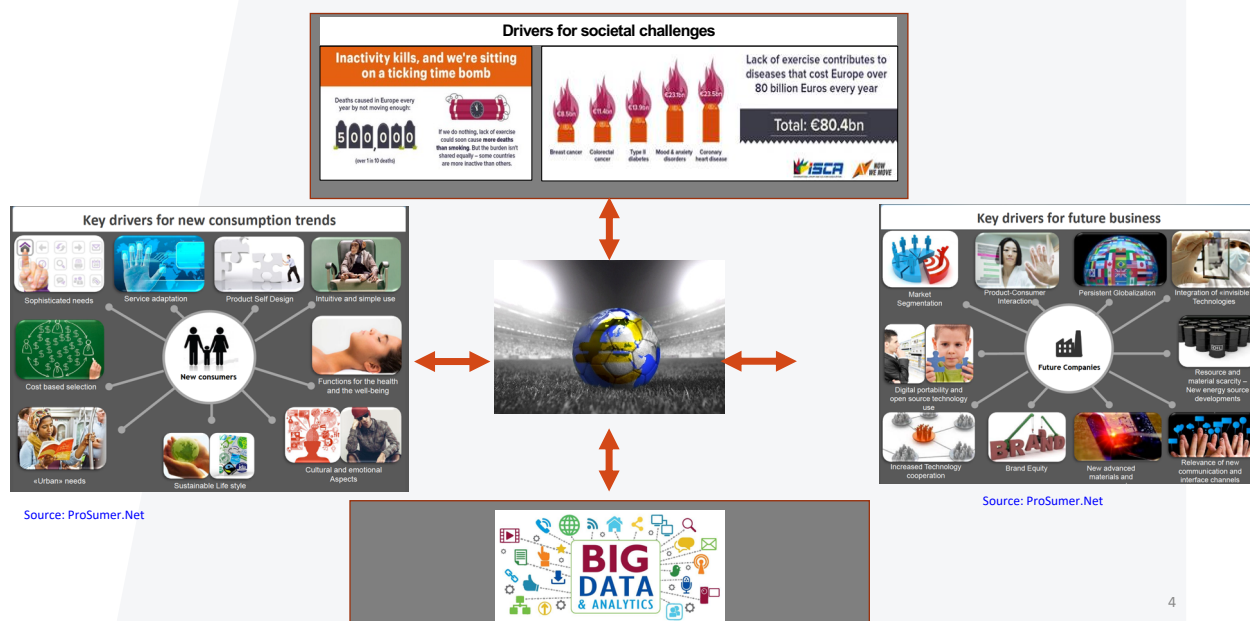 Drivers for societal challenges
Inactivity kills, and we're sitting
on a ticking time bomb
Deaths caused in Europe every
year by not moving enough:
500,000
(over 1 in 10 deaths)
If we do nothing, lack of exercise
could soon cause more deaths
than smoking. But the burden isn't
shared equally – some countries
are more inactive than others.
€8.5bn
€11.4bn
€13.9bn
€23.1bn
€23.5bn
Breast cancer
Colorectal
cancer
Type II
diabetes
Mood & anxiety
disorders
Coronary
heart disease
Lack of exercise contributes to
diseases that cost Europe over
80 billion Euros every year
Total: €80.4bn
ISCA
NOW
WE MOVE
Key drivers for new consumption trends
Sophisticated needs
Service adaptation
Product Self Design
Intuitive and simple use
Cost based selection
New consumers
Functions for the health
and the well-being
«Urban» needs
Sustainable Life style
Cultural and emotional
Aspects
Source: ProSumer.Net
Key drivers for future business
Market
Segmentation
Product-Consumer
Interaction
Persistent Globalization
Integration of «invisible
Technologies
Digital portability and
open source technology
use
Future Companies
Resource and
material scarcity –
New energy source
developments
Increased Technology
cooperation
BRAND
Brand Equity
New advanced
materials and
Relevance of new
communication and
interface channels
Source: ProSumer.Net
BIG
DATA
& ANALYTICS
4